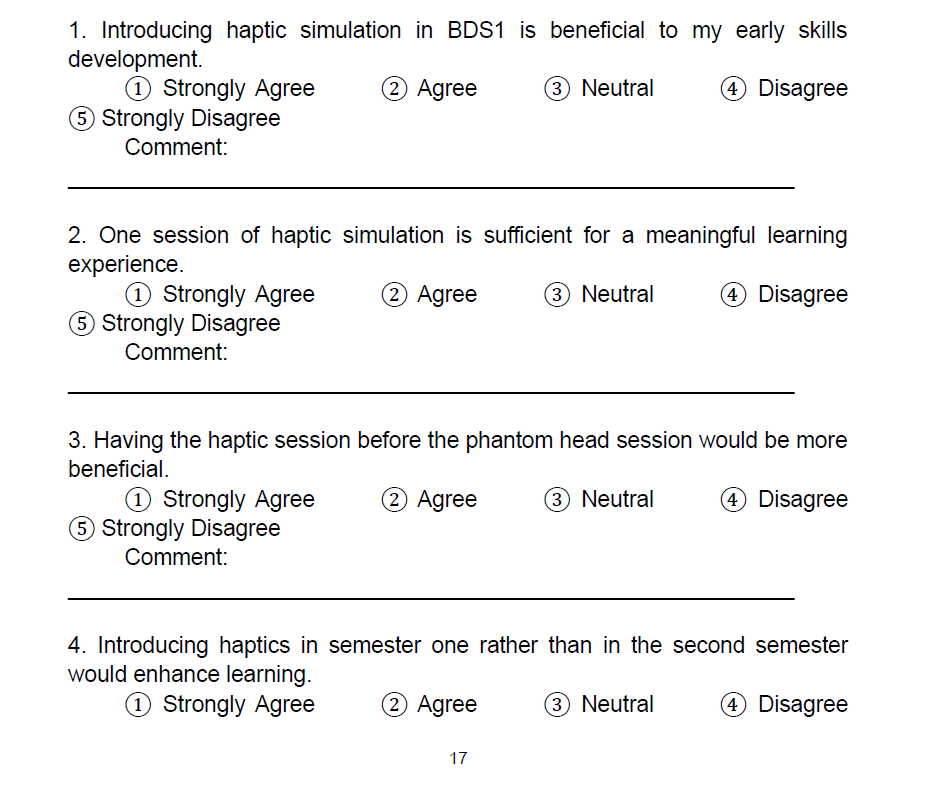 1. Introducing haptic simulation in BDS1 is beneficial to my early skills
development.
① Strongly Agree ② Agree ③ Neutral ④ Disagree
⑤ Strongly Disagree
Comment:
2. One session of haptic simulation is sufficient for a meaningful learning
experience.
① Strongly Agree ② Agree ③ Neutral ④ Disagree
⑤ Strongly Disagree
Comment:
3. Having the haptic session before the phantom head session would be more
beneficial.
① Strongly Agree ② Agree ③ Neutral ④ Disagree
⑤ Strongly Disagree
Comment:
4. Introducing haptics in semester one rather than in the second semester
would enhance learning.
① Strongly Agree ② Agree ③ Neutral ④ Disagree
17